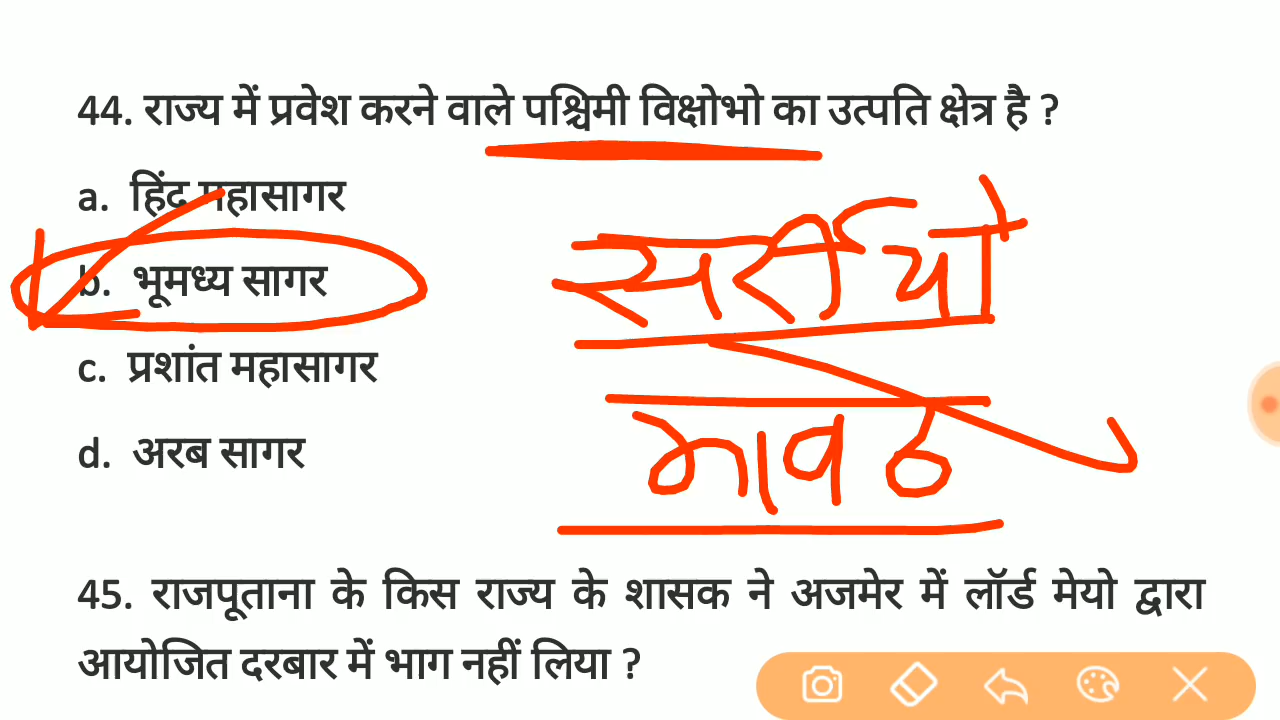 44. राज्य में प्रवेश करने वाले पश्चिमी विक्षोभो का उत्पति क्षेत्र है ?
a. हिंद महासागर
b. भूमध्य सागर
सर्दीयो
c. प्रशांत महासागर
मावठ
d. अरब सागर
45. राजपूताना के किस राज्य के शासक ने अजमेर में लॉर्ड मेयो द्वारा
आयोजित दरबार में भाग नहीं लिया ?